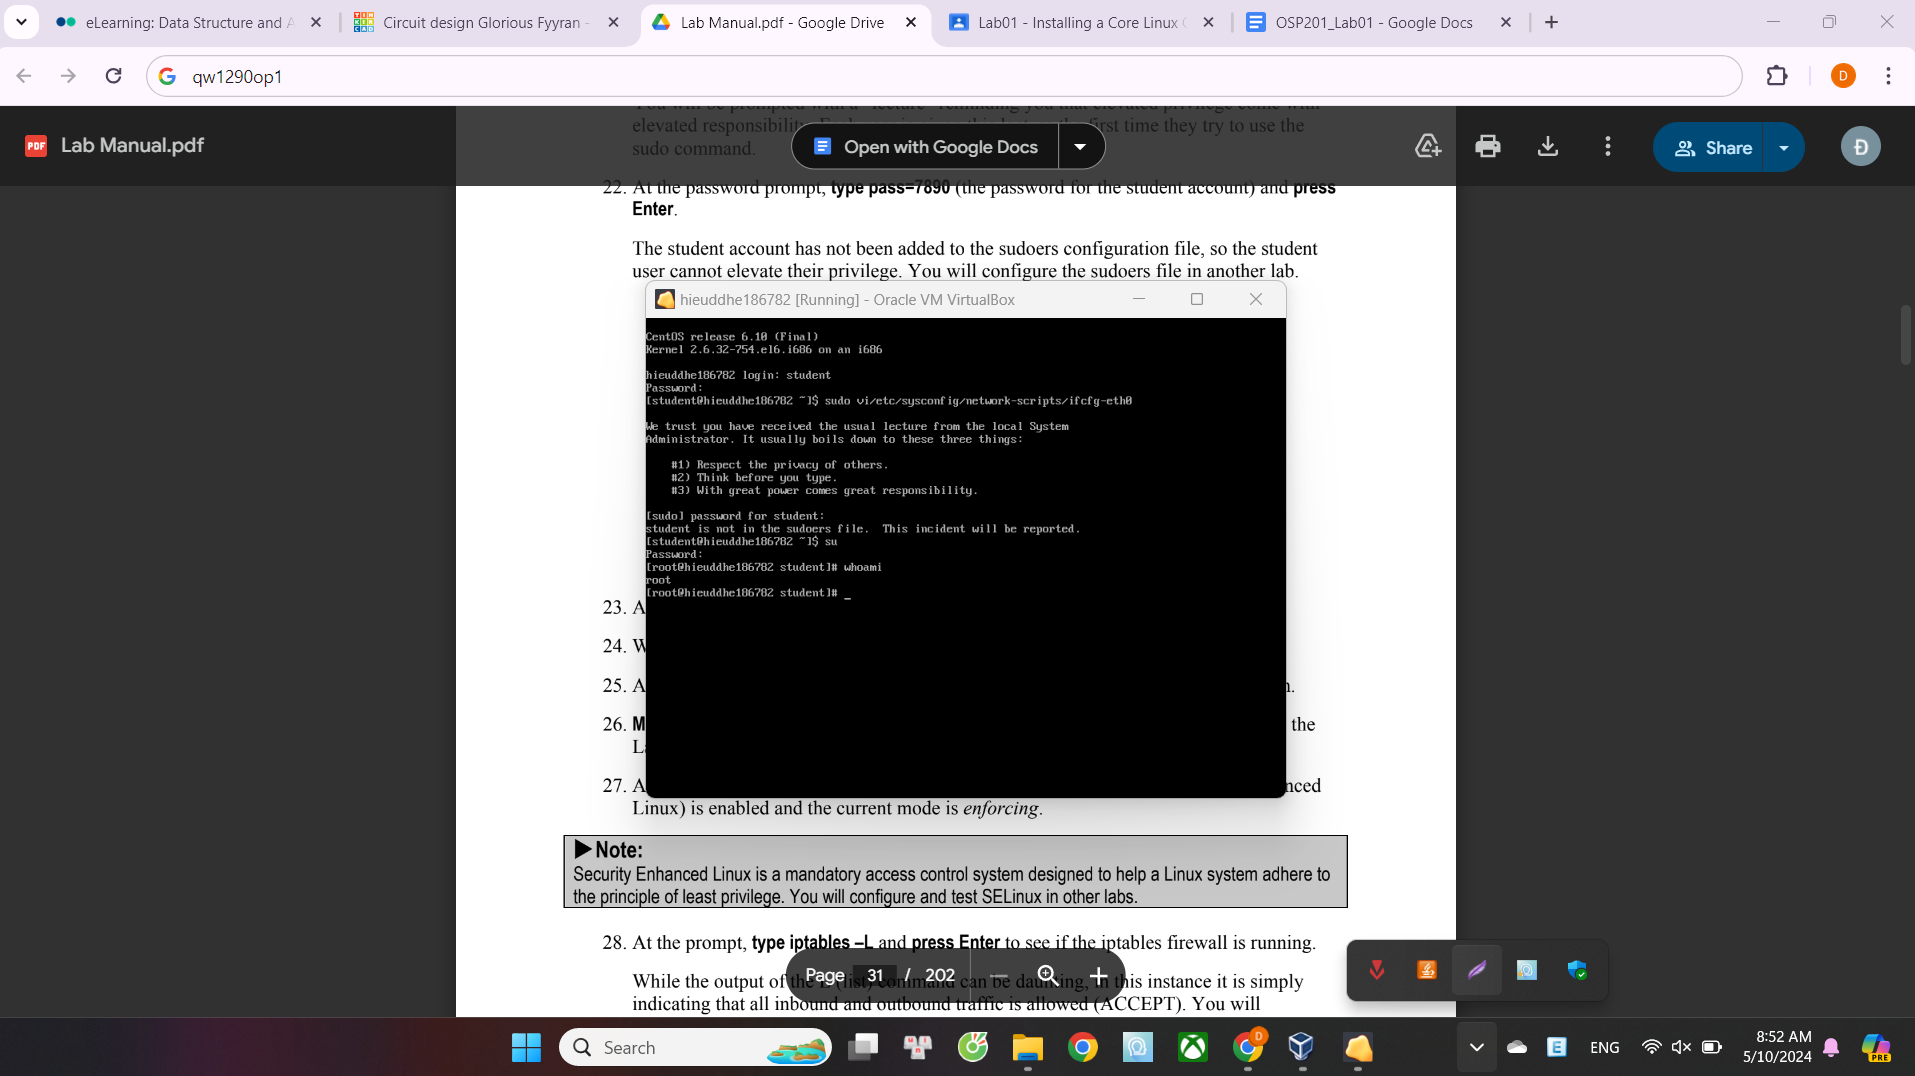 eLearning: Data Structure and A
Circuit design Glorious Fyyran -
Lab Manual.pdf - Google Drive
Lab01 - Installing a Core Linux
OSP201_Lab01 - Google Docs
qw1290op1
D
PDF
Lab Manual.pdf
Open with Google Docs
Share
Đ
elevated responsibility.
first time they try to use the
sudo command.
22. At the password prompt, type pass=7890 (the password for the student account) and press
Enter.
The student account has not been added to the sudoers configuration file, so the student
user cannot elevate their privilege. You will configure the sudoers file in another lab.
hieuddhe186782 [Running] - Oracle VM VirtualBox
CentOS release 6.10 (Final)
Kernel 2.6.32-754.el6.i686 on an i686
hieuddhe186782 login: student
Password:
[student@hieuddhe186782 ~]$ sudo vi/etc/sysconfig/network-scripts/ifcfg-eth0
We trust you have received the usual lecture from the local System
Administrator. It usually boils down to these three things:
#1) Respect the privacy of others.
#2) Think before you type.
#3) With great power comes great responsibility.
[sudo] password for student:
student is not in the sudoers file.  This incident will be reported.
[student@hieuddhe186782 ~]$ su
Password:
[root@hieuddhe186782 student]# whoami
root
[root@hieuddhe186782 student]# _
23. A
24. W
25. A
26. M
the
La
27. A
nced
Linux) is enabled and the current mode is enforcing.
▶Note:
Security Enhanced Linux is a mandatory access control system designed to help a Linux system adhere to
the principle of least privilege. You will configure and test SELinux in other labs.
28. At the prompt, type iptables –L and press Enter to see if the iptables firewall is running.
Page 31 / 202
While the output of the L (list) command can be daunting, in this instance it is simply
indicating that all inbound and outbound traffic is allowed (ACCEPT). You will
Search
D
E
ENG
8:52 AM
5/10/2024
PRE